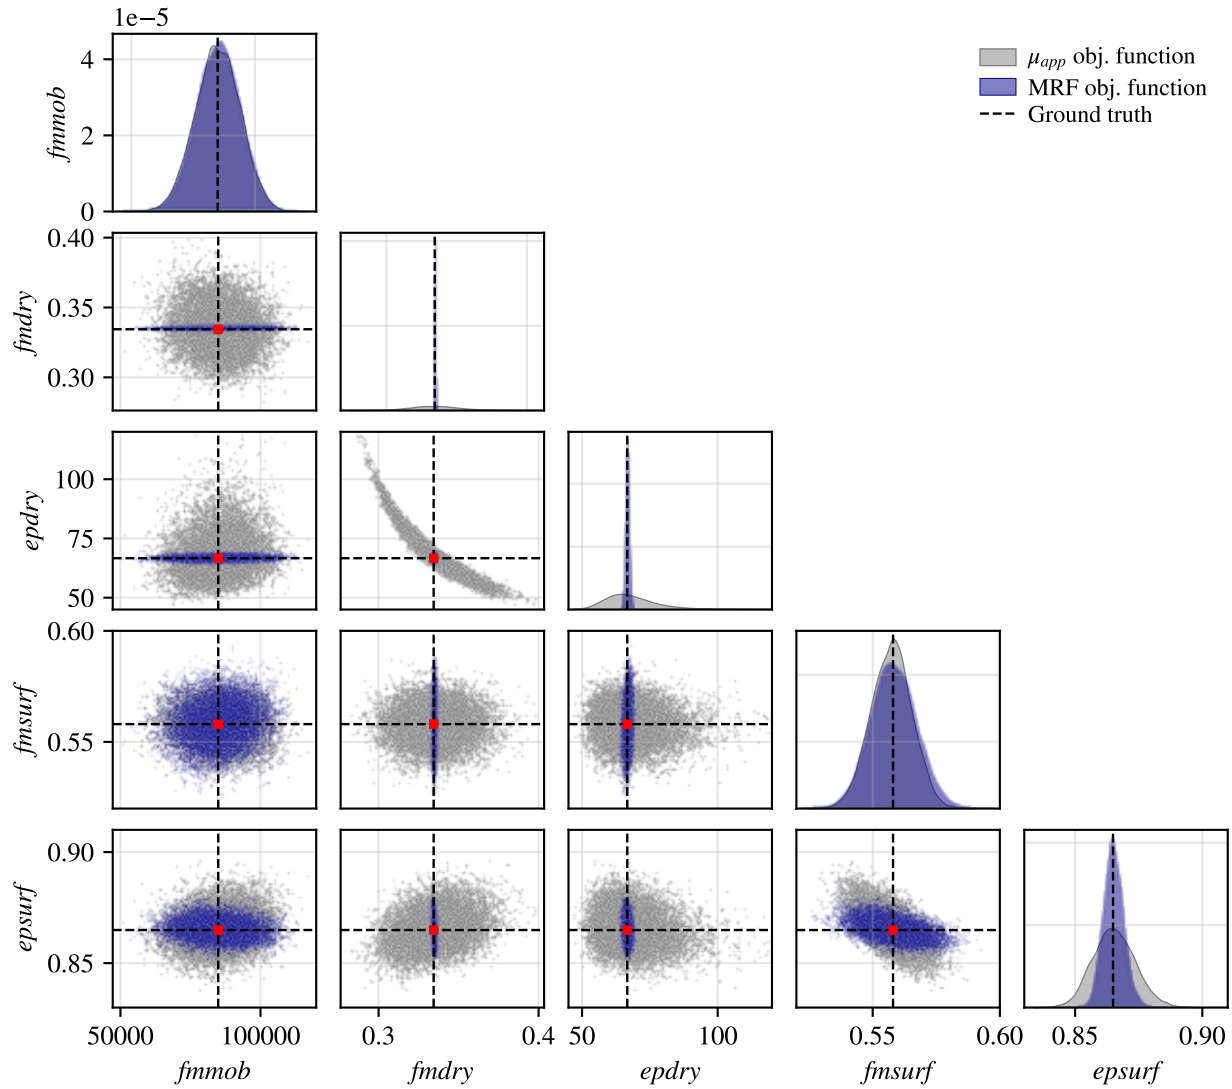 1e−5
μapp obj. function
MRF obj. function
Ground truth
fmmob
4
2
0
fmdry
0.40
0.35
0.30
epdry
100
75
50
fmsurf
0.60
0.55
epsurf
0.90
0.85
50000 100000 0.3 0.4 50 100 0.55 0.60 0.85 0.90
fmmob fmdry epdry fmsurf epsurf